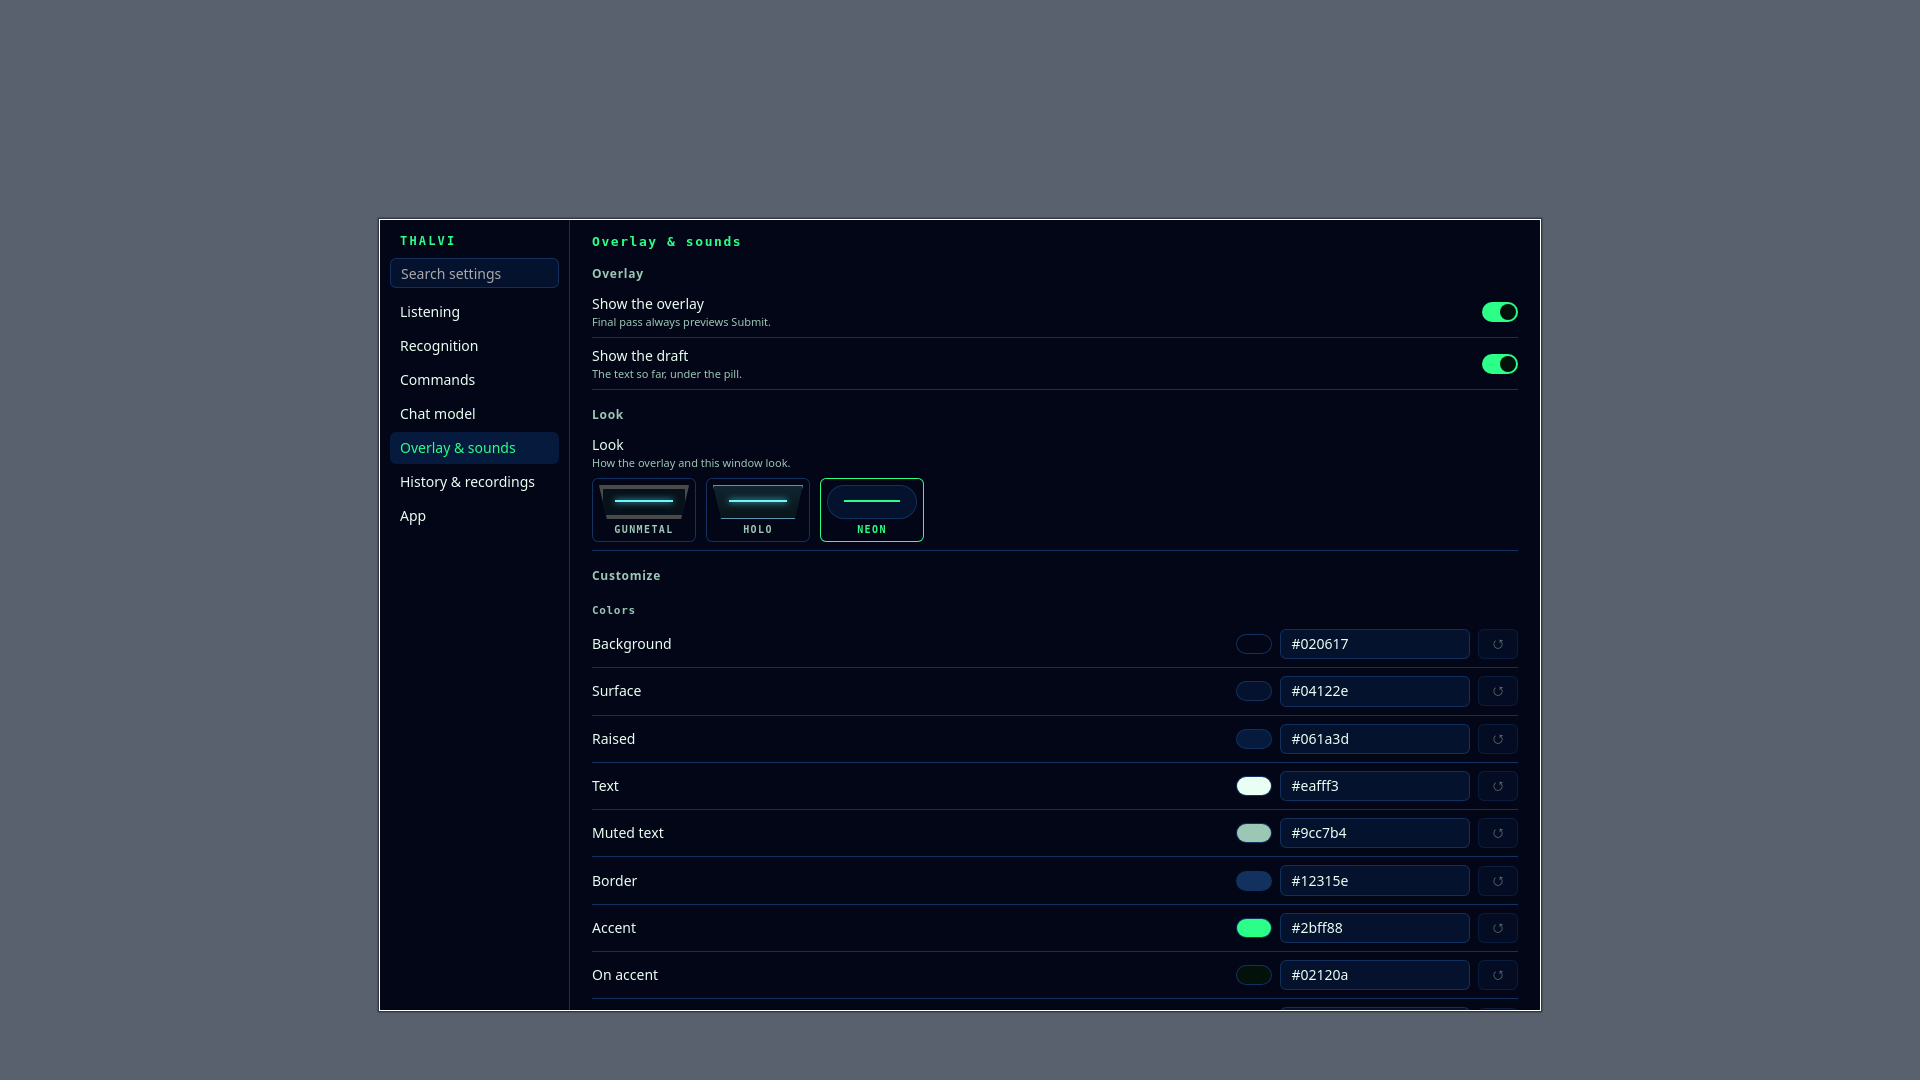 THALVI
Search settings
Listening
Recognition
Commands
Chat model
Overlay & sounds
History & recordings
App
Overlay & sounds
Overlay
Show the overlay
Final pass always previews Submit.
Show the draft
The text so far, under the pill.
Look
Look
How the overlay and this window look.
GUNMETAL
HOLO
NEON
Customize
Colors
Background
#020617
Surface
#04122e
Raised
#061a3d
Text
#eafff3
Muted text
#9cc7b4
Border
#12315e
Accent
#2bff88
On accent
#02120a